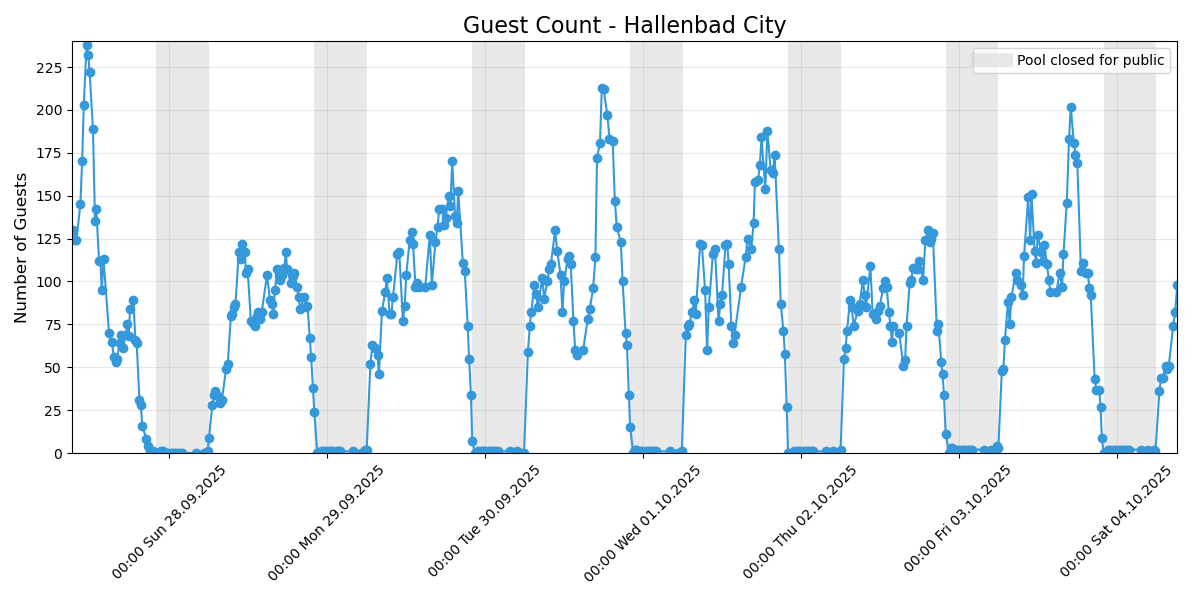 Guest Count - Hallenbad City
Pool closed for public
Number of Guests
225
200
175
150
125
100
75
50
25
0
00:00 Sun 28.09.2025
00:00 Mon 29.09.2025
00:00 Tue 30.09.2025
00:00 Wed 01.10.2025
00:00 Thu 02.10.2025
00:00 Fri 03.10.2025
00:00 Sat 04.10.2025